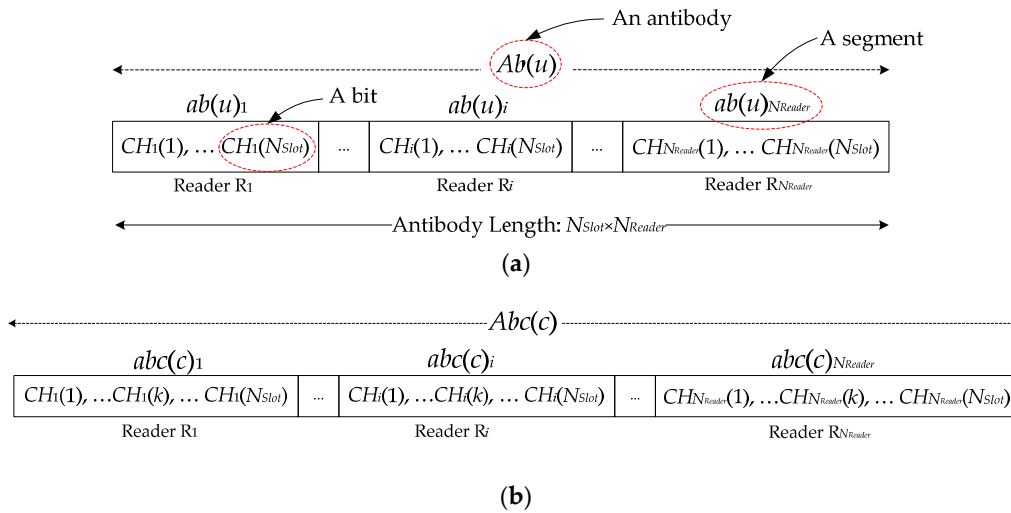 An antibody
A segment
Ab(u)
A bit
ab(u)1 ab(u)i ab(u)NReader
CH1(1), … CH1(NSlot) ... CHi(1), … CHi(NSlot) ... CHNReader(1), … CHNReader(NSlot)
Reader R1 Reader Ri Reader RNReader
Antibody Length: NSlot×NReader
(a)
Abc(c)
abc(c)1 abc(c)i abc(c)NReader
CH1(1), …CH1(k), … CH1(NSlot) ... CHi(1), …CHi(k), … CHi(NSlot) ... CHNReader(1), …CHNReader(k), … CHNReader(NSlot)
Reader R1 Reader Ri Reader RNReader
(b)